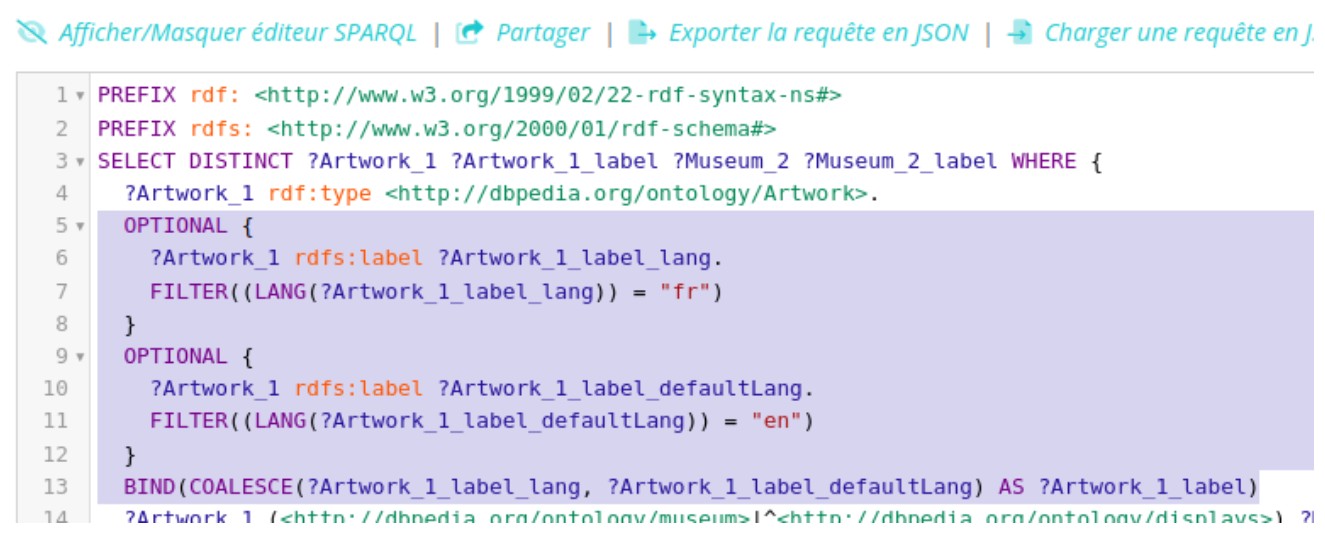 Afficher/Masquer éditeur SPARQL | Partager | Exporter la requête en JSON | Charger une requête en J
1 PREFIX rdf: <http://www.w3.org/1999/02/22-rdf-syntax-ns#>
2 PREFIX rdfs: <http://www.w3.org/2000/01/rdf-schema#>
3 SELECT DISTINCT ?Artwork_1 ?Artwork_1_label ?Museum_2 ?Museum_2_label WHERE {
4 ?Artwork_1 rdf:type <http://dbpedia.org/ontology/Artwork>.
5 OPTIONAL {
6 ?Artwork_1 rdfs:label ?Artwork_1_label_lang.
7 FILTER((LANG(?Artwork_1_label_lang)) = "fr")
8 }
9 OPTIONAL {
10 ?Artwork_1 rdfs:label ?Artwork_1_label_defaultLang.
11 FILTER((LANG(?Artwork_1_label_defaultLang)) = "en")
12 }
13 BIND(COALESCE(?Artwork_1_label_lang, ?Artwork_1_label_defaultLang) AS ?Artwork_1_label)
14 ?Artwork_1 (<http://dbpedia.org/ontology/museum>|^<http://dbpedia.org/ontology/displays>)